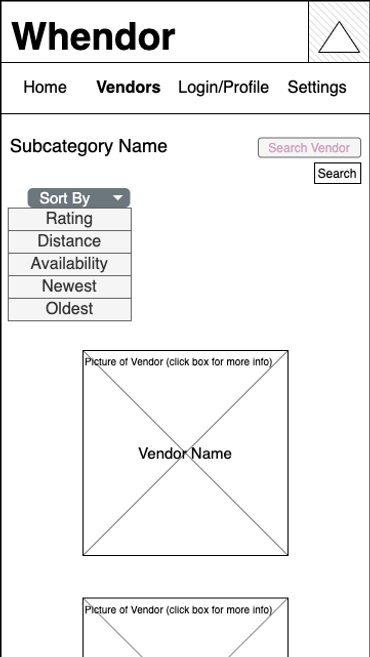 Whendor
Home Vendors Login/Profile Settings
Subcategory Name
Search Vendor
Search
Sort By
Rating
Distance
Availability
Newest
Oldest
Picture of Vendor (click box for more info)
Vendor Name
Picture of Vendor (click box for more info)